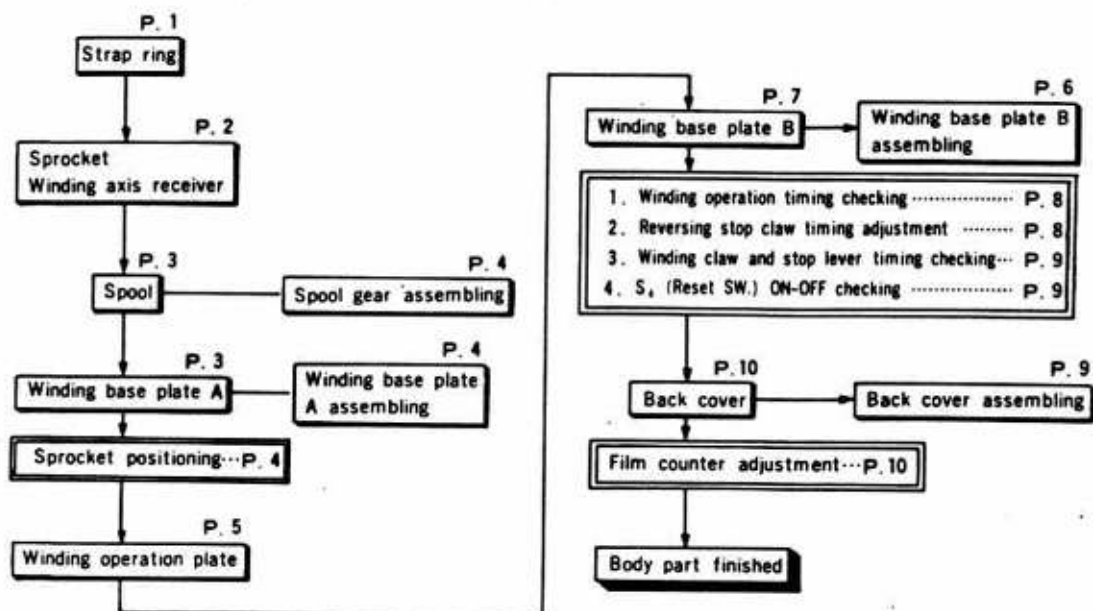 P. 1
Strap ring
P. 2
Sprocket
Winding axis receiver
P. 3
Spool
P. 4
Spool gear assembling
P. 3
Winding base plate A
P. 4
Winding base plate
A assembling
Sprocket positioning…P. 4
P. 5
Winding operation plate
P. 7
Winding base plate B
P. 6
Winding base plate B
assembling
1. Winding operation timing checking ………………… P. 8
2. Reversing stop claw timing adjustment ……… P. 8
3. Winding claw and stop lever timing checking… P. 9
4. S₄ (Reset SW.) ON-OFF checking ………………… P. 9
P. 10
Back cover
P. 9
Back cover assembling
Film counter adjustment…P. 10
Body part finished